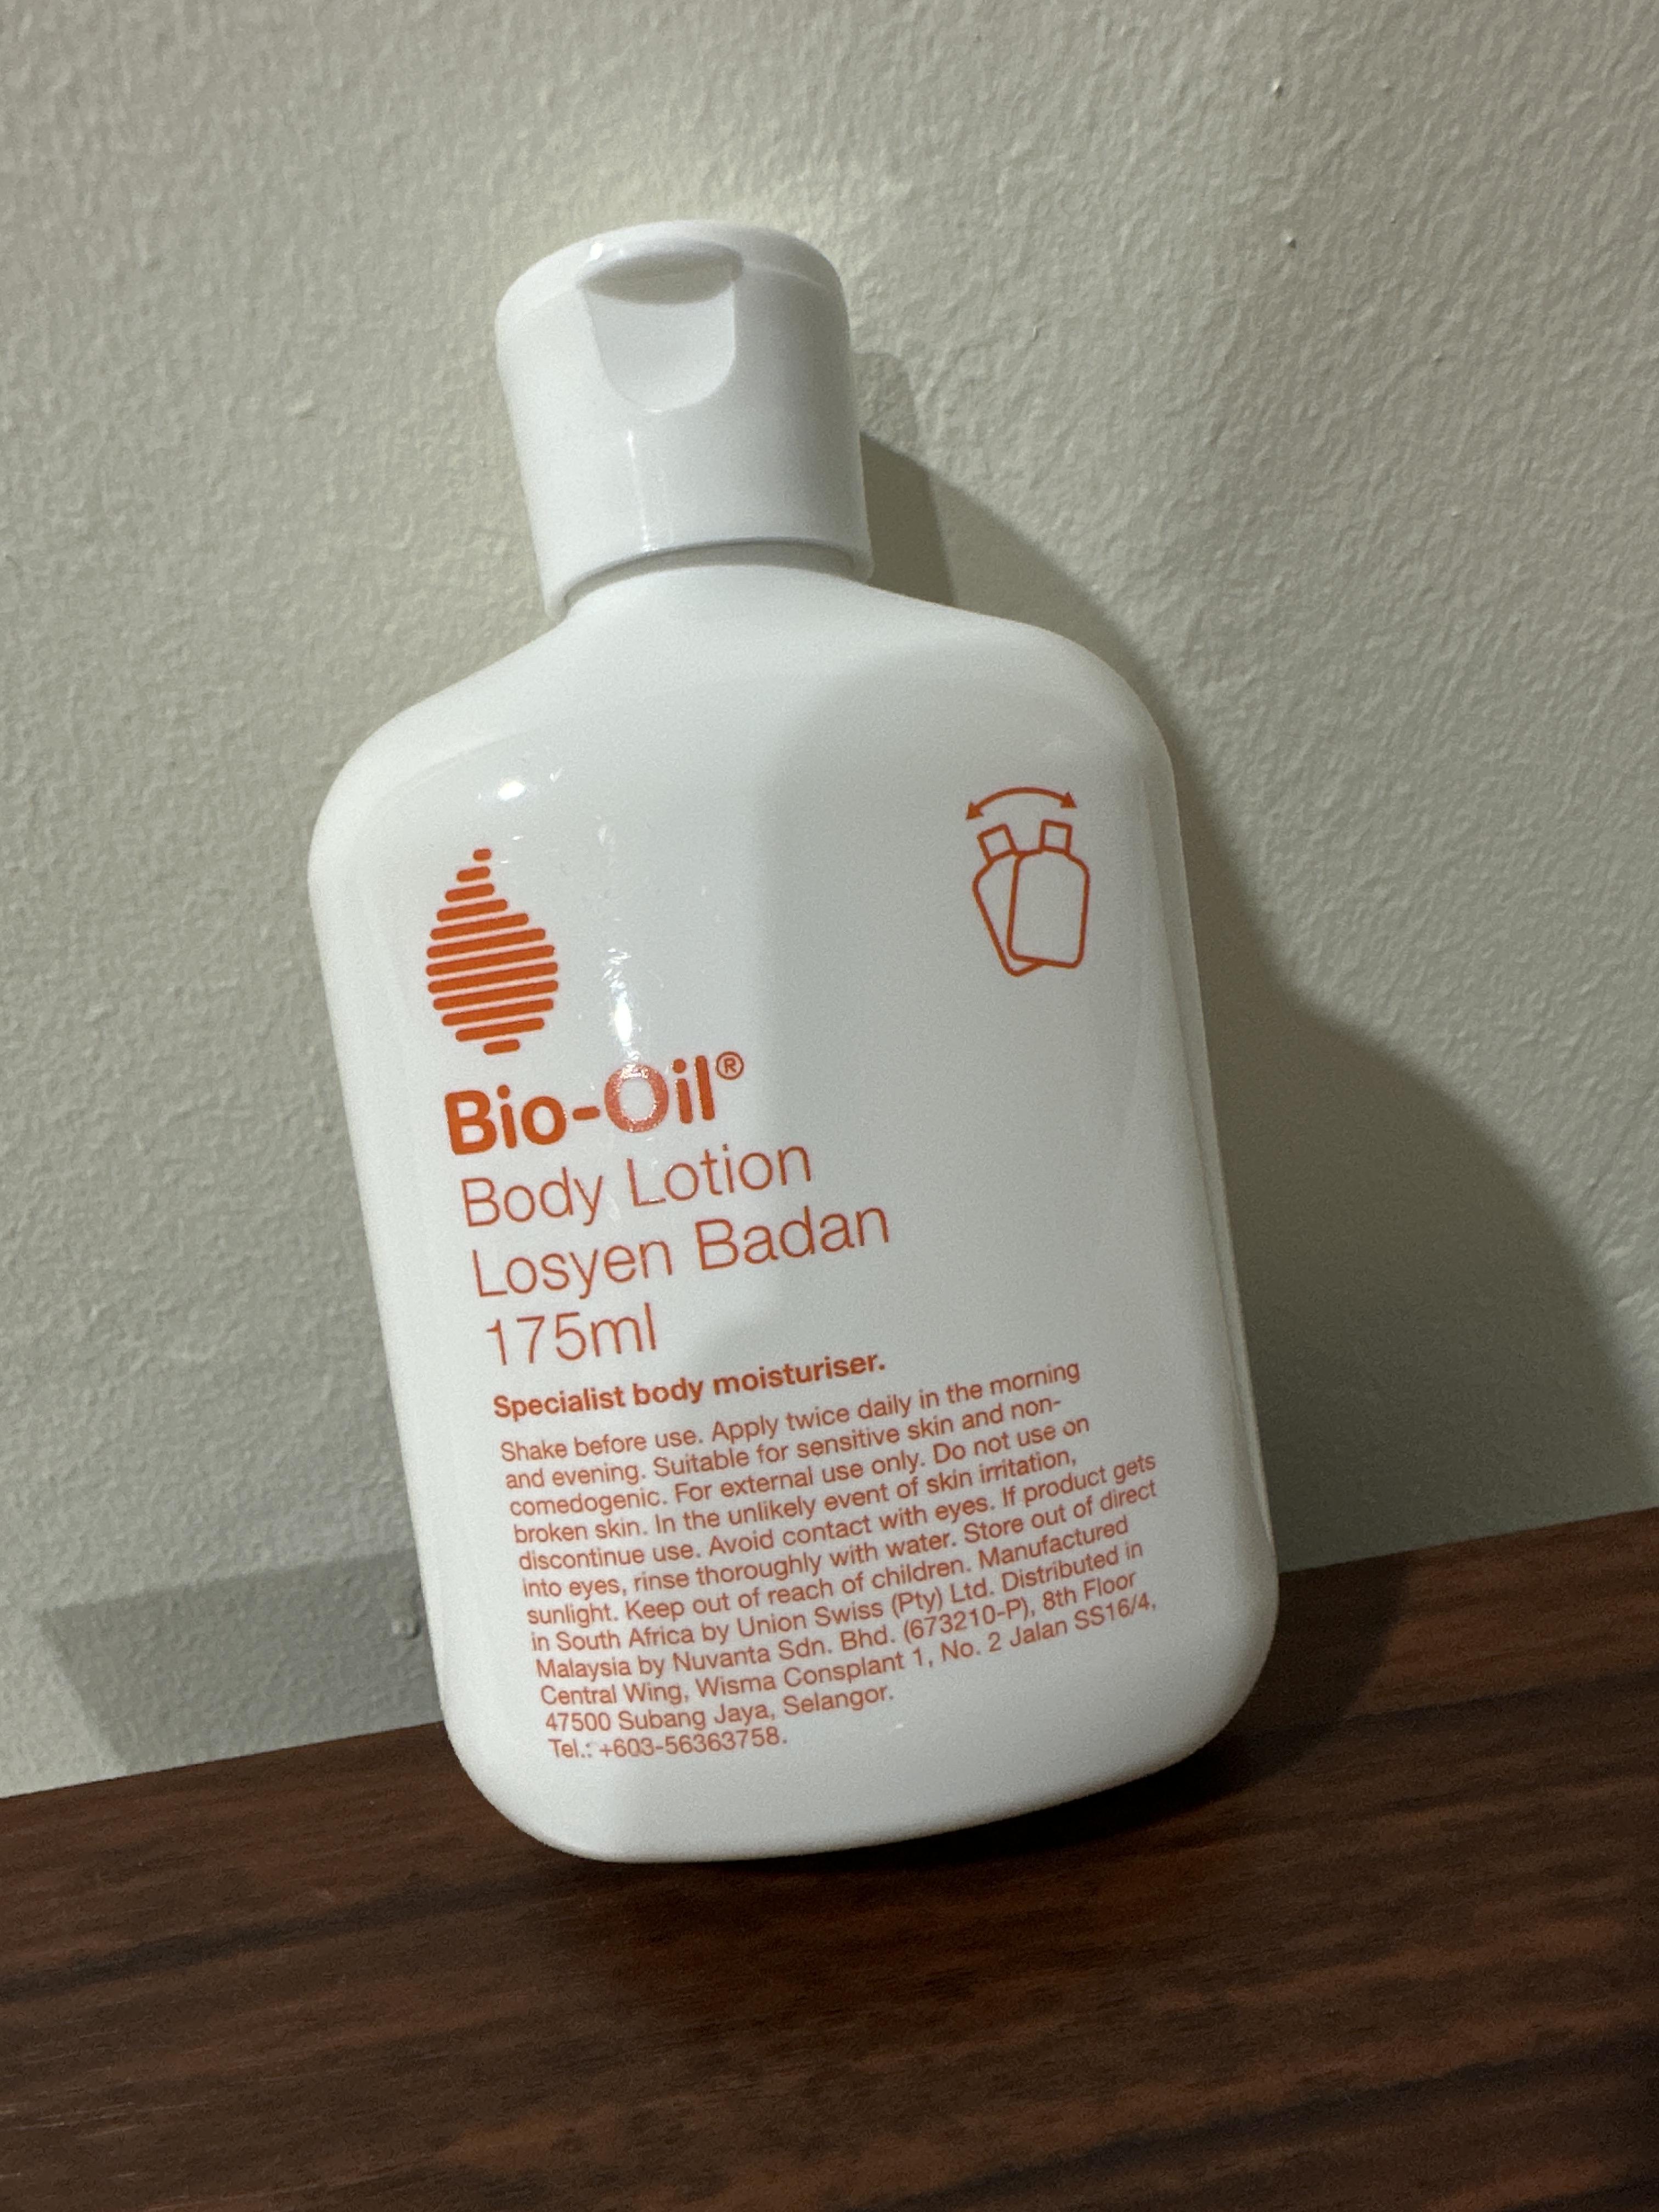 Bio-Oil®
Body Lotion
Losyen Badan
175ml
Specialist body moisturiser.
Shake before use. Apply twice daily in the morning
and evening. Suitable for sensitive skin and non-
comedogenic. For external use only. Do not use on
broken skin. In the unlikely event of skin irritation,
discontinue use. Avoid contact with eyes. If product gets
into eyes, rinse thoroughly with water. Store out of direct
sunlight. Keep out of reach of children. Manufactured
in South Africa by Union Swiss (Pty) Ltd. Distributed in
Malaysia by Nuvanta Sdn. Bhd. (673210-P), 8th Floor
Central Wing, Wisma Consplant 1, No. 2 Jalan SS16/4,
47500 Subang Jaya, Selangor.
Tel.: +603-56363758.